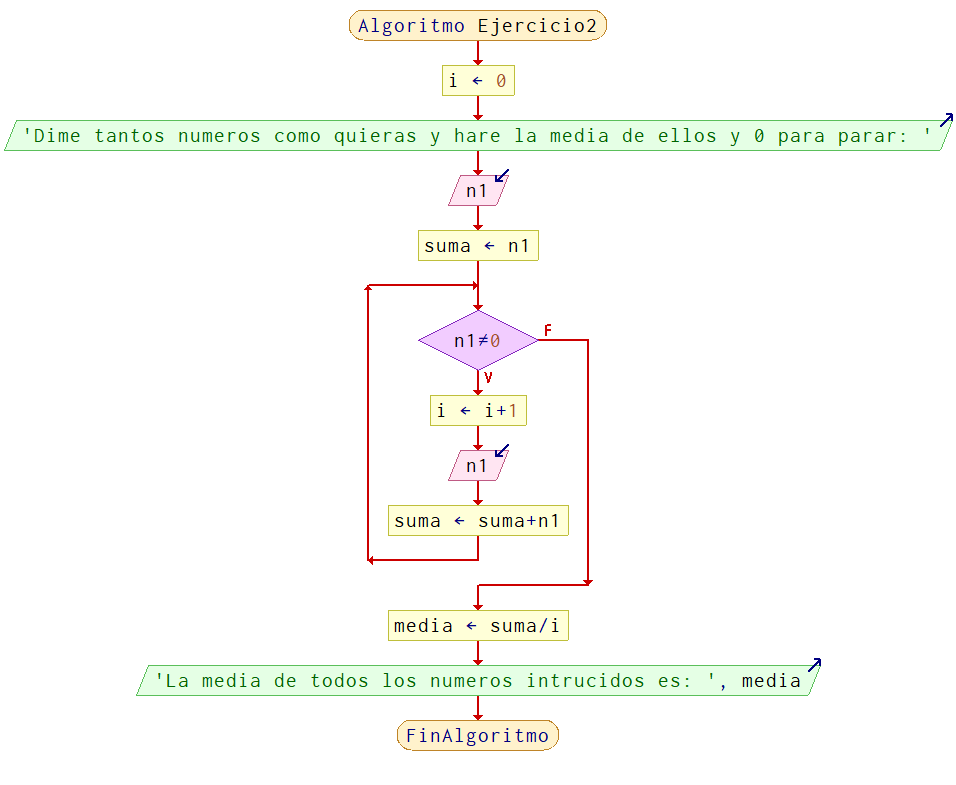 Algoritmo Ejercicio2
i ← 0
'Dime tantos numeros como quieras y hare la media de ellos y 0 para parar: '
n1
suma ← n1
n1≠0
F
V
i ← i+1
n1
suma ← suma+n1
media ← suma/i
'La media de todos los numeros intrucidos es: ', media
FinAlgoritmo